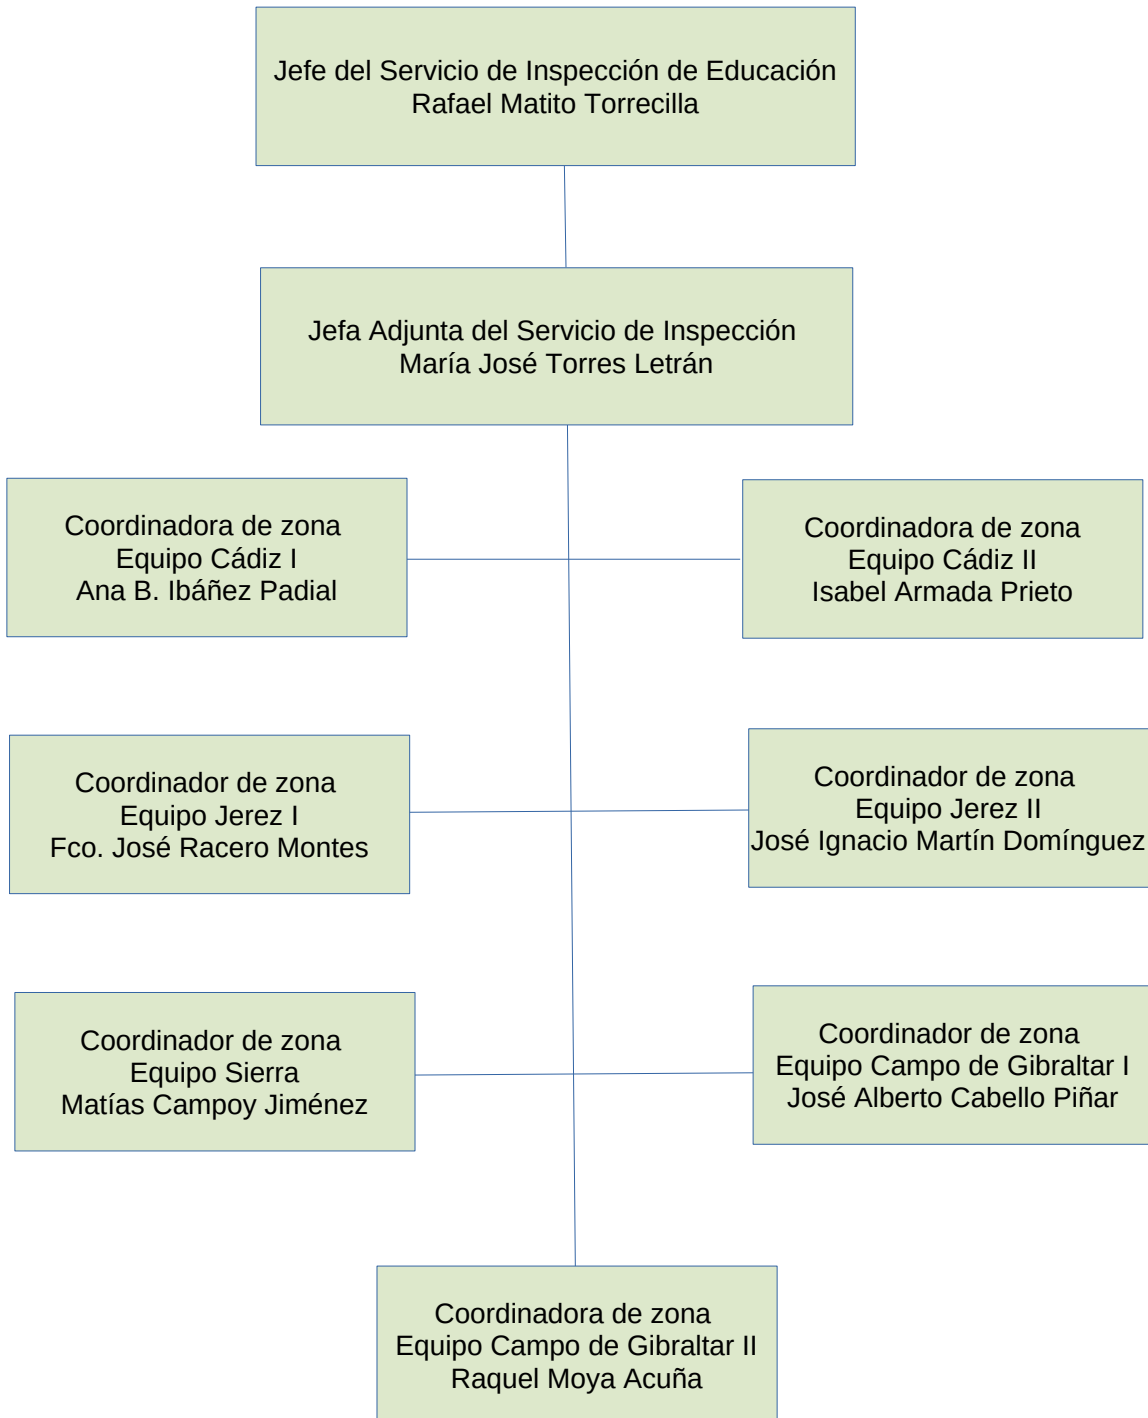 Jefe del Servicio de Inspección de Educación
Rafael Matito Torrecilla
Jefa Adjunta del Servicio de Inspección
María José Torres Letrán
Coordinadora de zona
Equipo Cádiz I
Ana B. Ibáñez Padial
Coordinadora de zona
Equipo Cádiz II
Isabel Armada Prieto
Coordinador de zona
Equipo Jerez I
Fco. José Racero Montes
Coordinador de zona
Equipo Jerez II
José Ignacio Martín Domínguez
Coordinador de zona
Equipo Sierra
Matías Campoy Jiménez
Coordinador de zona
Equipo Campo de Gibraltar I
José Alberto Cabello Piñar
Coordinadora de zona
Equipo Campo de Gibraltar II
Raquel Moya Acuña